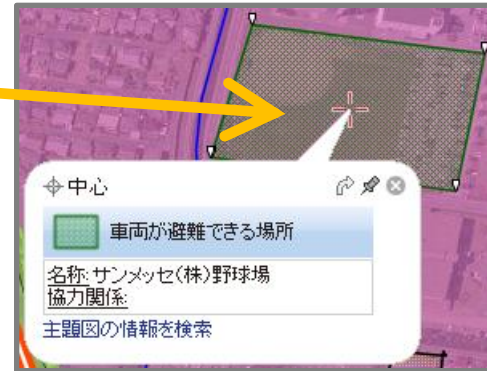 中心
車両が避難できる場所
名称:サンメッセ(株)野球場
協力関係:
主題図の情報を検索